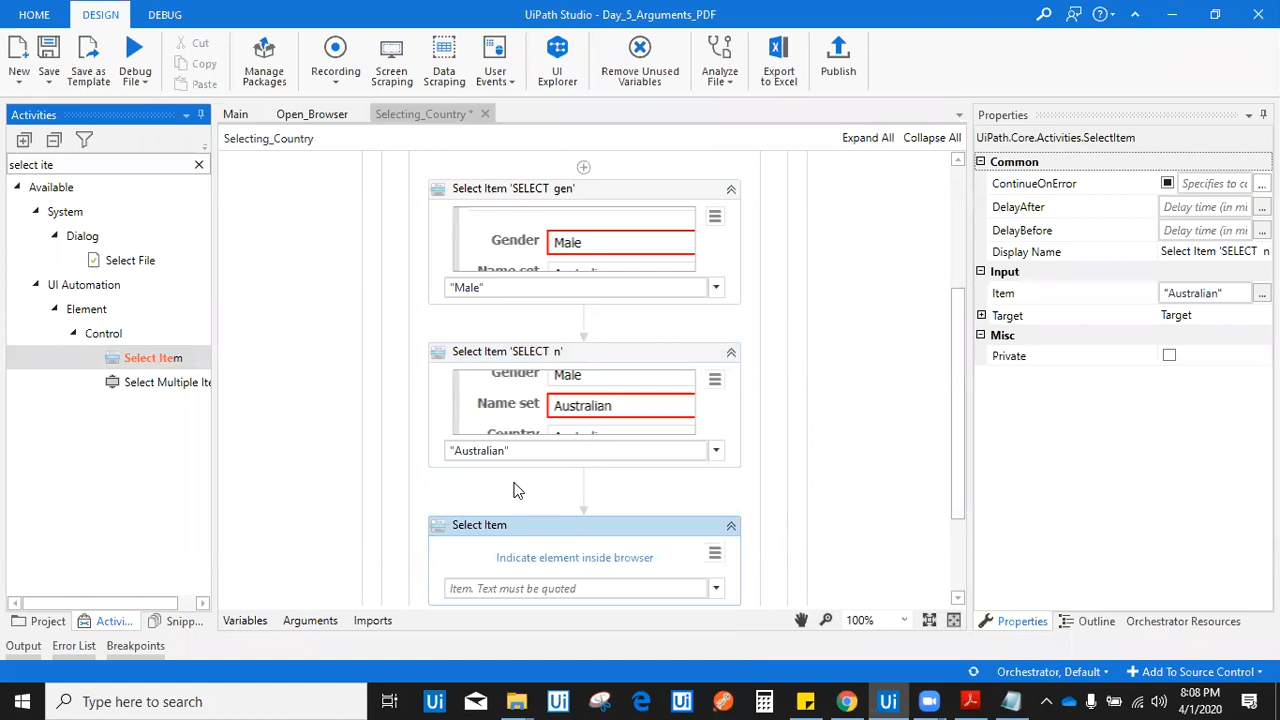 HOME DESIGN DEBUG UiPath Studio - Day_5_Arguments_PDF
New Save Save as Template Debug File Cut Copy Paste Manage Packages Recording Screen Scraping Data Scraping User Events UI Explorer Remove Unused Variables Analyze File Export to Excel Publish
Activities
select ite
Available
System
Dialog
Select File
UI Automation
Element
Control
Select Item
Select Multiple Ite
Project Activi... Snipp...
Main Open_Browser Selecting_Country *
Selecting_Country Expand All Collapse All
Select Item 'SELECT gen'
Gender Male
Name set Australian
"Male"
Select Item 'SELECT n'
Gender Male
Name set Australian
Country
"Australian"
Select Item
Indicate element inside browser
Item. Text must be quoted
Variables Arguments Imports 100%
Properties
UiPath.Core.Activities.SelectItem
Common
ContinueOnError Specifies to co ...
DelayAfter Delay time (in mi ...
DelayBefore Delay time (in mi ...
Display Name Select Item 'SELECT n
Input
Item "Australian" ...
Target Target
Misc
Private
Properties Outline Orchestrator Resources
Output Error List Breakpoints
Orchestrator, Default Add To Source Control
Type here to search
8:08 PM
4/1/2020